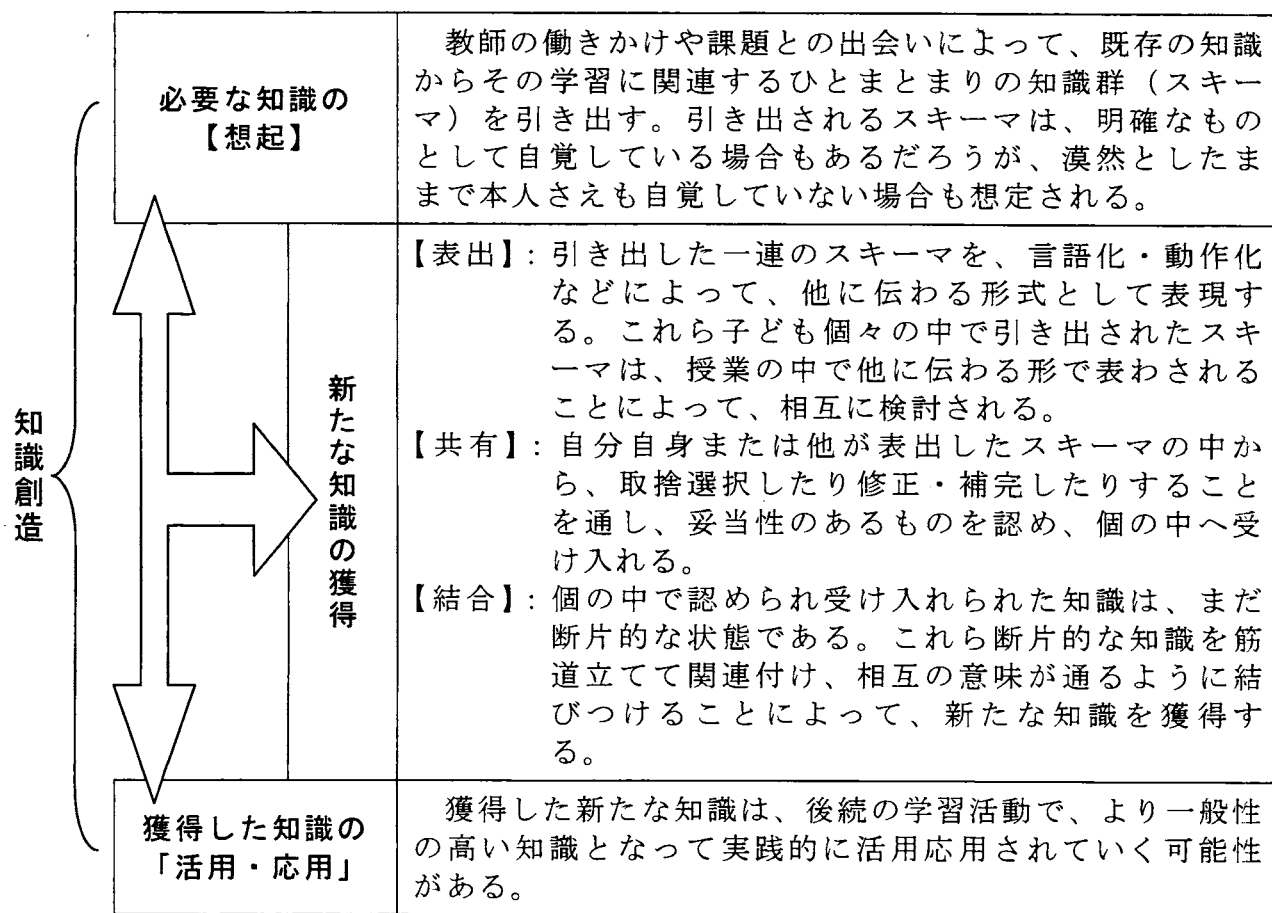 知識創造
必要な知識の
【想起】
教師の働きかけや課題との出会いによって、既存の知識
からその学習に関連するひとまとまりの知識群（スキー
マ）を引き出す。引き出されるスキーマは、明確なもの
として自覚している場合もあるだろうが、漠然としたま
まで本人さえも自覚していない場合も想定される。
新たな知識の獲得
【表出】：引き出した一連のスキーマを、言語化・動作化
などによって、他に伝わる形式として表現す
る。これら子ども個々の中で引き出されたスキ
ーマは、授業の中で他に伝わる形で表わされる
ことによって、相互に検討される。
【共有】：自分自身または他が表出したスキーマの中か
ら、取捨選択したり修正・補完したりすること
を通し、妥当性のあるものを認め、個の中へ受
け入れる。
【結合】：個の中で認められ受け入れられた知識は、まだ
断片的な状態である。これら断片的な知識を筋
道立てて関連付け、相互の意味が通るように結
びつけることによって、新たな知識を獲得す
る。
獲得した知識の
「活用・応用」
獲得した新たな知識は、後続の学習活動で、より一般性
の高い知識となって実践的に活用応用されていく可能性
がある。